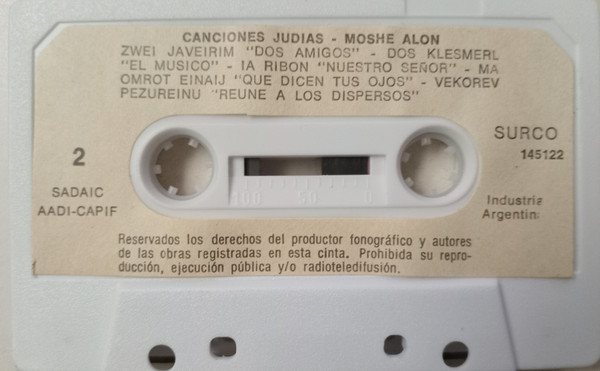 CANCIONES JUDIAS - MOSHE ALON
ZWEI JAVEIRIM "DOS AMIGOS" - DOS KLESMERL
"EL MUSICO" - IA RIBON "NUESTRO SEÑOR" - MA
OMROT EINAIJ "QUE DICEN TUS OJOS" - VEKOREV
PEZUREINU "REUNE A LOS DISPERSOS"
2
SADAIC
AADI-CAPIF
100 50 0
SURCO
145122
Industria
Argentin
Reservados los derechos del productor fonográfico y autores
de las obras registradas en esta cinta. Prohibida su repro-
ducción, ejecución pública y/o radioteledifusión.